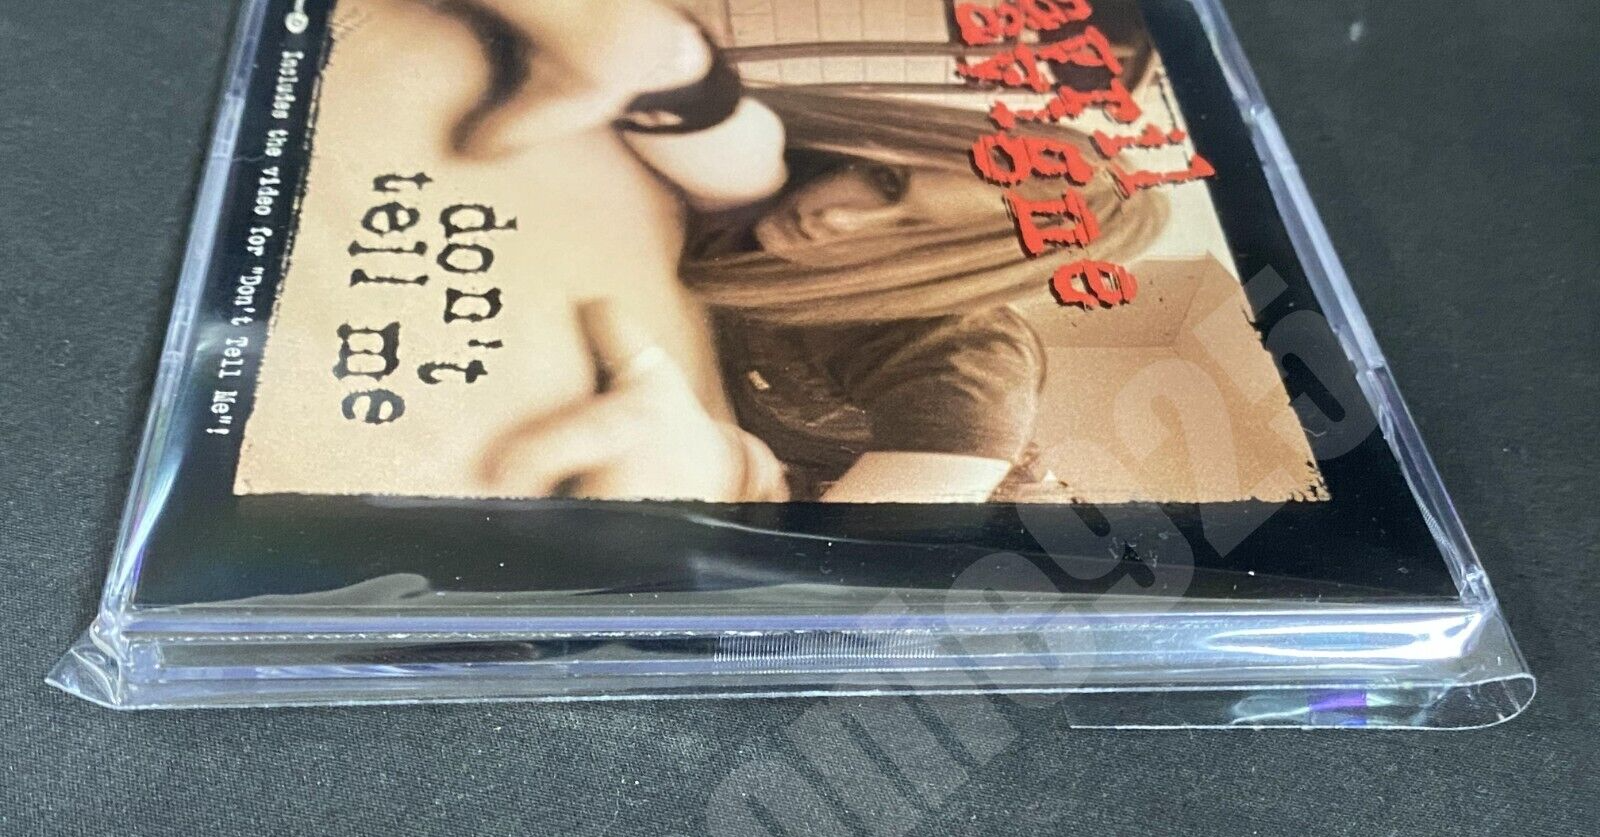 avril
lavigne
don't
tell me
Includes the video for "Don't Tell Me"!